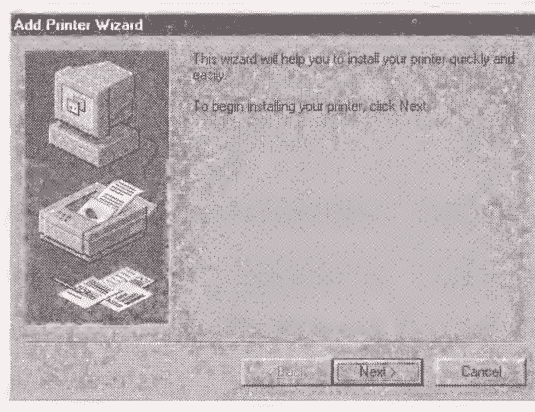 Add Printer Wizard
This wizard will help you to install your printer quickly and
easily.
To begin installing your printer, click Next.
< Back
Next >
Cancel